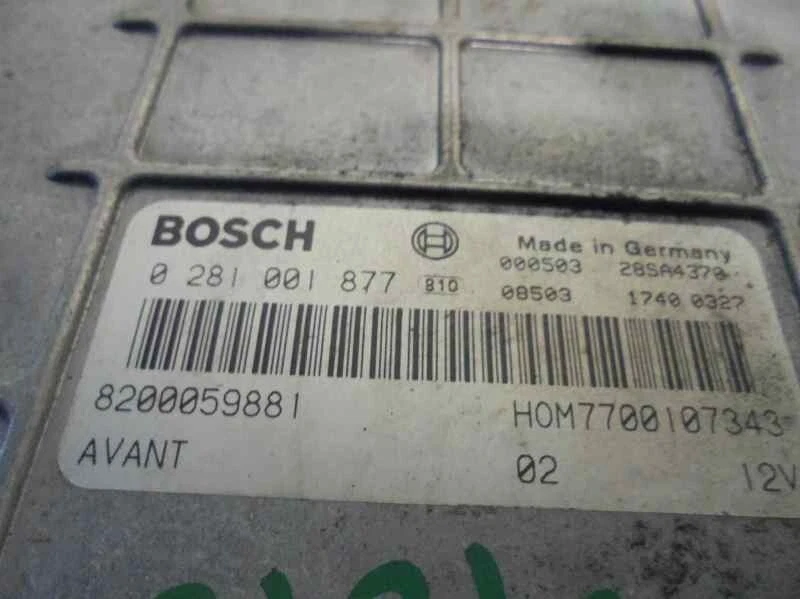 BOSCH
Made in Germany
0 281 001 877 810
000503 28SA4370
08503 1740 0327
8200059881 HOM7700107343
AVANT 02 12V